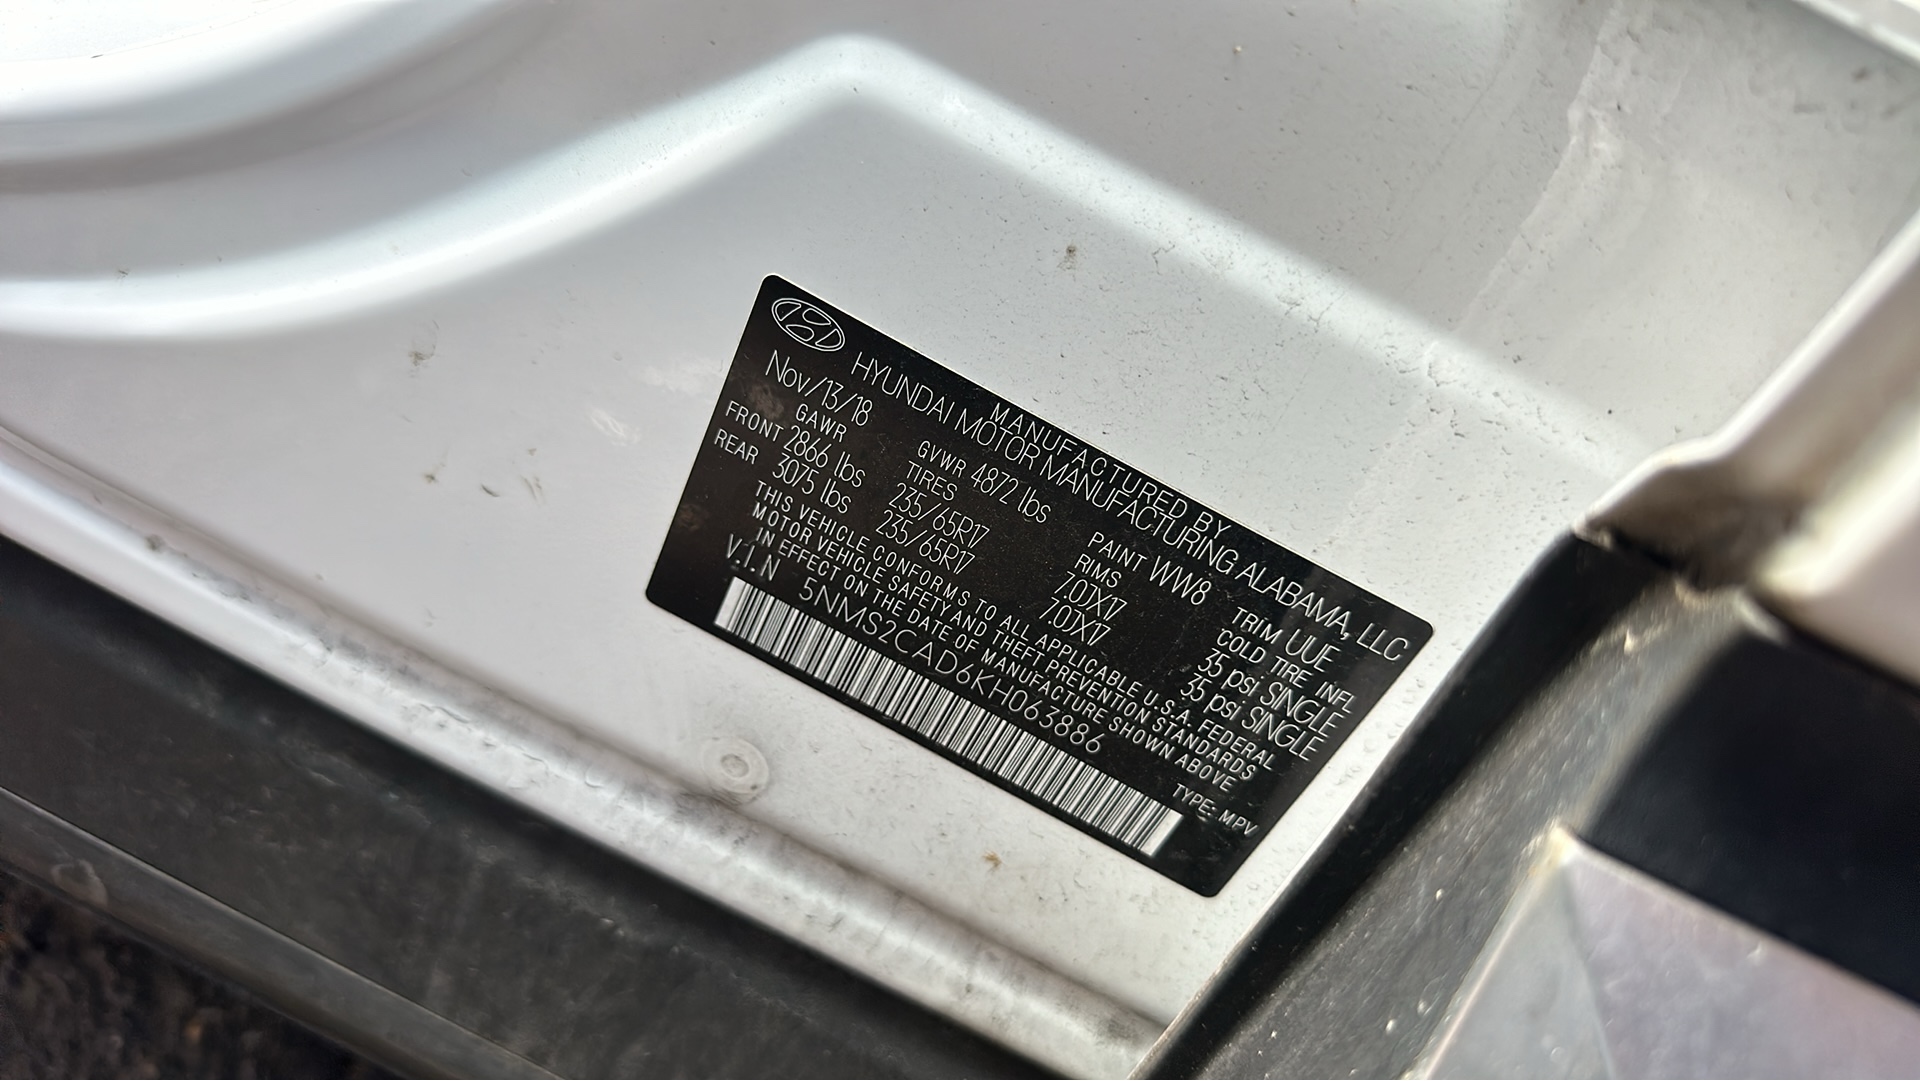 MANUFACTURED BY
HYUNDAI MOTOR MANUFACTURING ALABAMA, LLC
Nov/13/18 GVWR 4872 lbs PAINT WW8 TRIM UUE
GAWR TIRES RIMS COLD TIRE INFL
FRONT 2866 lbs 235/65R17 7.0JX17 35 psi SINGLE
REAR 3075 lbs 235/65R17 7.0JX17 35 psi SINGLE
THIS VEHICLE CONFORMS TO ALL APPLICABLE U.S.A. FEDERAL
MOTOR VEHICLE SAFETY AND THEFT PREVENTION STANDARDS
IN EFFECT ON THE DATE OF MANUFACTURE SHOWN ABOVE
V.I.N 5NMS2CAD6KH063886 TYPE: MPV